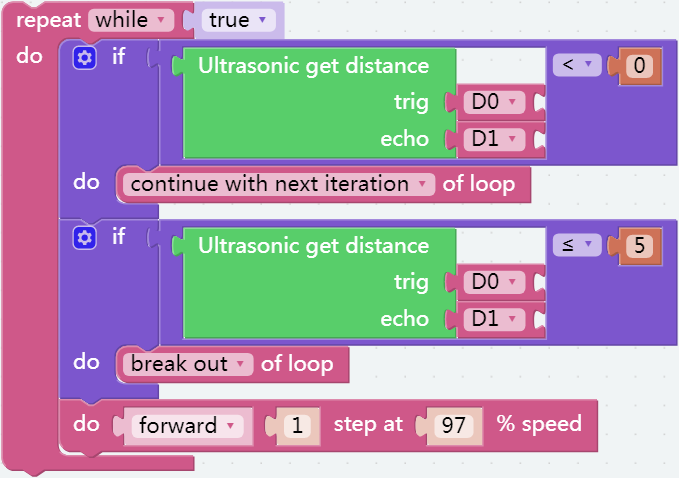 repeat while true
do if Ultrasonic get distance < 0
trig D0
echo D1
do continue with next iteration of loop
if Ultrasonic get distance ≤ 5
trig D0
echo D1
do break out of loop
do forward 1 step at 97 % speed